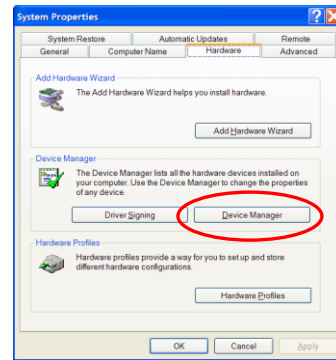 System Properties
System Restore Automatic Updates Remote
General Computer Name Hardware Advanced
Add Hardware Wizard
The Add Hardware Wizard helps you install hardware.
Add Hardware Wizard
Device Manager
The Device Manager lists all the hardware devices installed on
your computer. Use the Device Manager to change the properties
of any device.
Driver Signing Device Manager
Hardware Profiles
Hardware profiles provide a way for you to set up and store
different hardware configurations.
Hardware Profiles
OK Cancel Apply